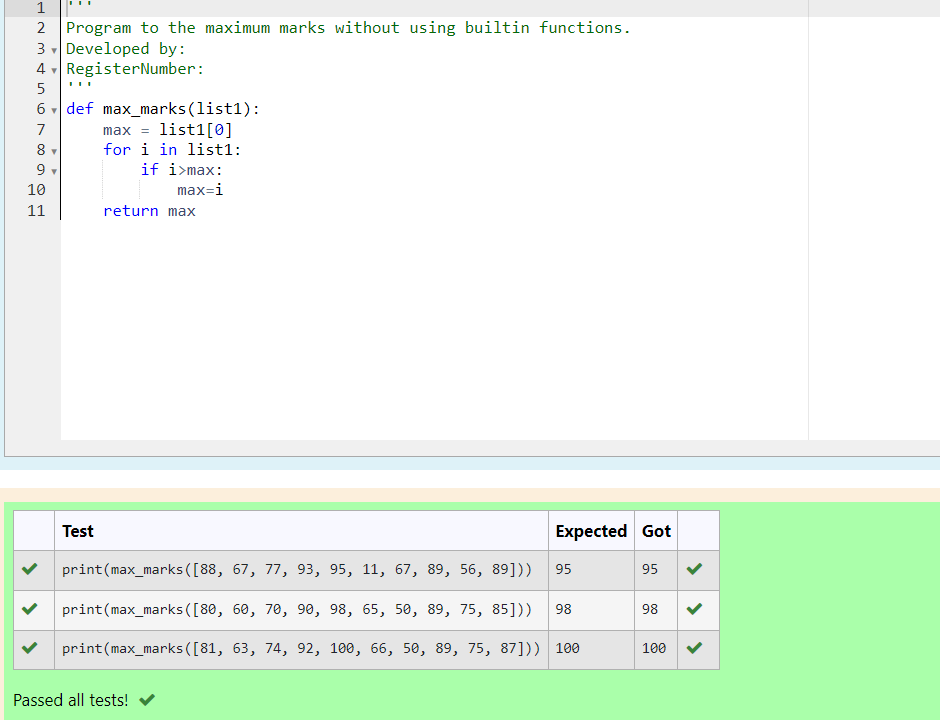 1 '''
2 Program to the maximum marks without using builtin functions.
3 Developed by:
4 RegisterNumber:
5 '''
6 def max_marks(list1):
7     max = list1[0]
8     for i in list1:
9         if i>max:
10             max=i
11     return max
Test Expected Got
print(max_marks([88, 67, 77, 93, 95, 11, 67, 89, 56, 89])) 95 95
print(max_marks([80, 60, 70, 90, 98, 65, 50, 89, 75, 85])) 98 98
print(max_marks([81, 63, 74, 92, 100, 66, 50, 89, 75, 87])) 100 100
Passed all tests!